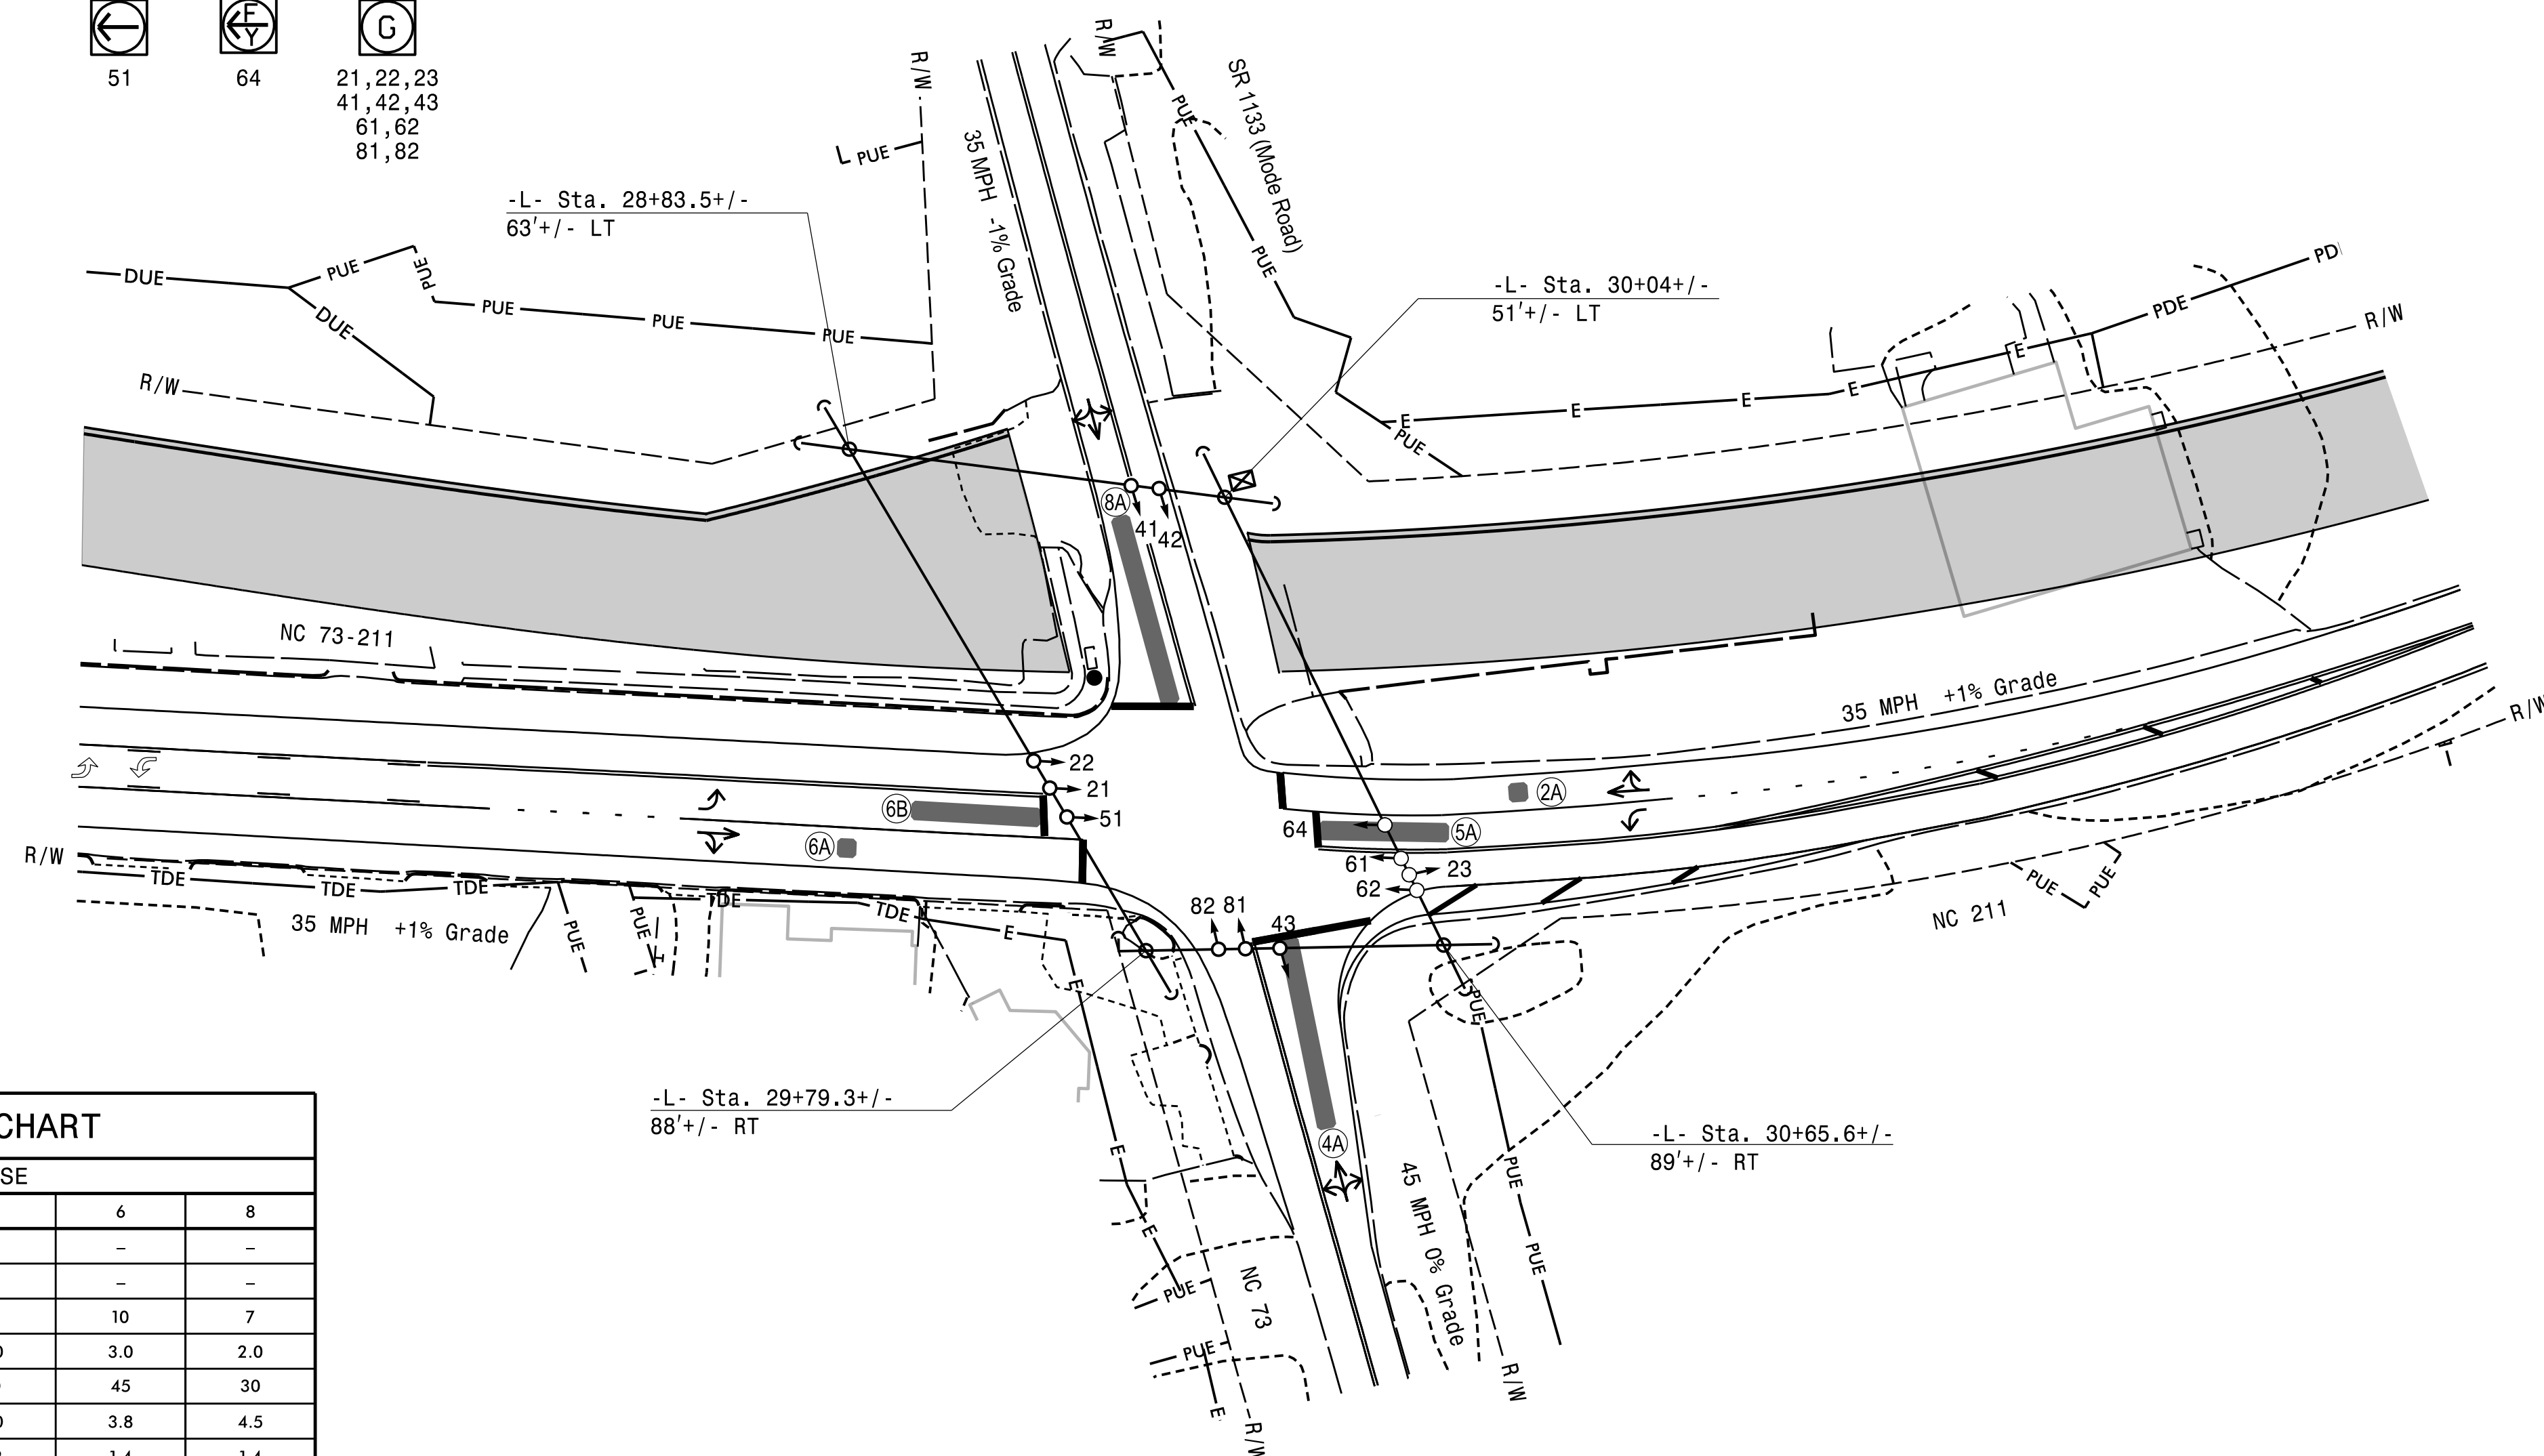 F
Y
G
51
64
21,22,23
41,42,43
61,62
81,82
R/W
R/W
SR 1133 (Mode Road)
35 MPH -1% Grade
PUE
PUE
PUE
-L- Sta. 28+83.5+/-
63'+/- LT
-L- Sta. 30+04+/-
51'+/- LT
DUE
PUE
PUE
DUE
PUE
PUE
PUE
PDE
R/W
R/W
E
E
E
E
E
E
PUE
8A
41
42
NC 73-211
35 MPH +1% Grade
R/W
22
21
51
6B
6A
2A
64
5A
61
23
62
R/W
TDE
TDE
TDE
TDE
TDE
35 MPH +1% Grade
PUE
PUE
E
E
82 81
43
PUE
PUE
NC 211
PUE
-L- Sta. 29+79.3+/-
88'+/- RT
-L- Sta. 30+65.6+/-
89'+/- RT
4A
E
E
PUE
PUE
45 MPH 0% Grade
NC 73
PUE
PUE
E
R/W
R/W
CHART
SE
6
8
–
–
–
–
10
7
3.0
2.0
45
30
3.8
4.5
1.4
1.4